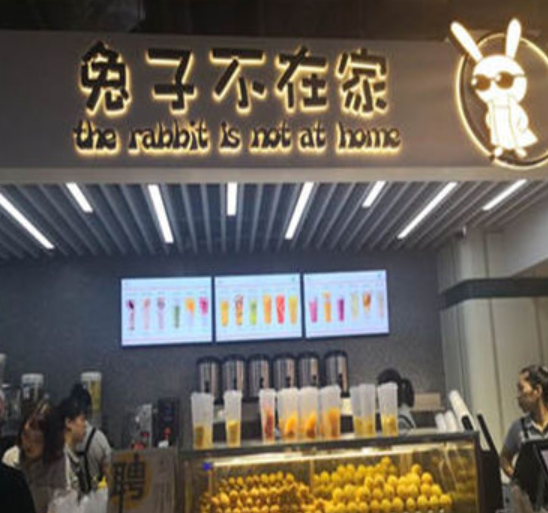 兔子不在家
the rabbit is not at home
聘